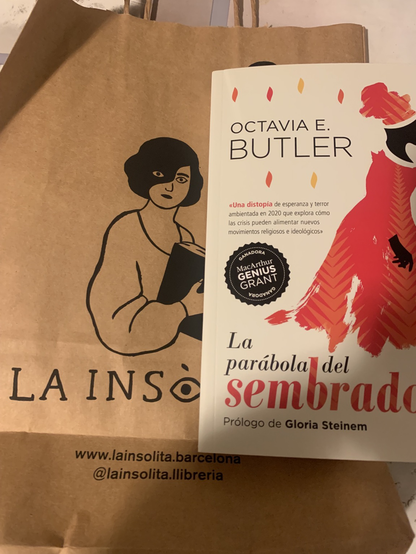 OCTAVIA E.
BUTLER
«Una distopía de esperanza y terror
ambientada en 2020 que explora cómo
las crisis pueden alimentar nuevos
movimientos religiosos e ideológicos»
GANADORA
MacArthur
GENIUS
GRANT
GANADORA
La
parábola del
sembrado
Prólogo de Gloria Steinem
LA INSÒ
www.lainsolita.barcelona
@lainsolita.llibreria